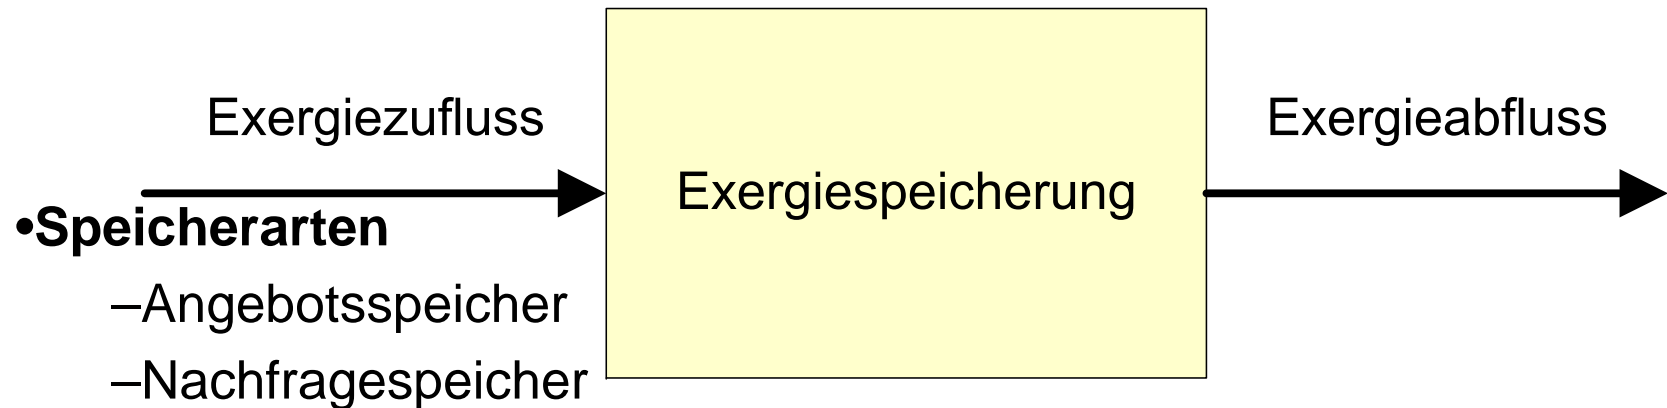 Exergiezufluss
Exergiespeicherung
Exergieabfluss
•Speicherarten
–Angebotsspeicher
–Nachfragespeicher